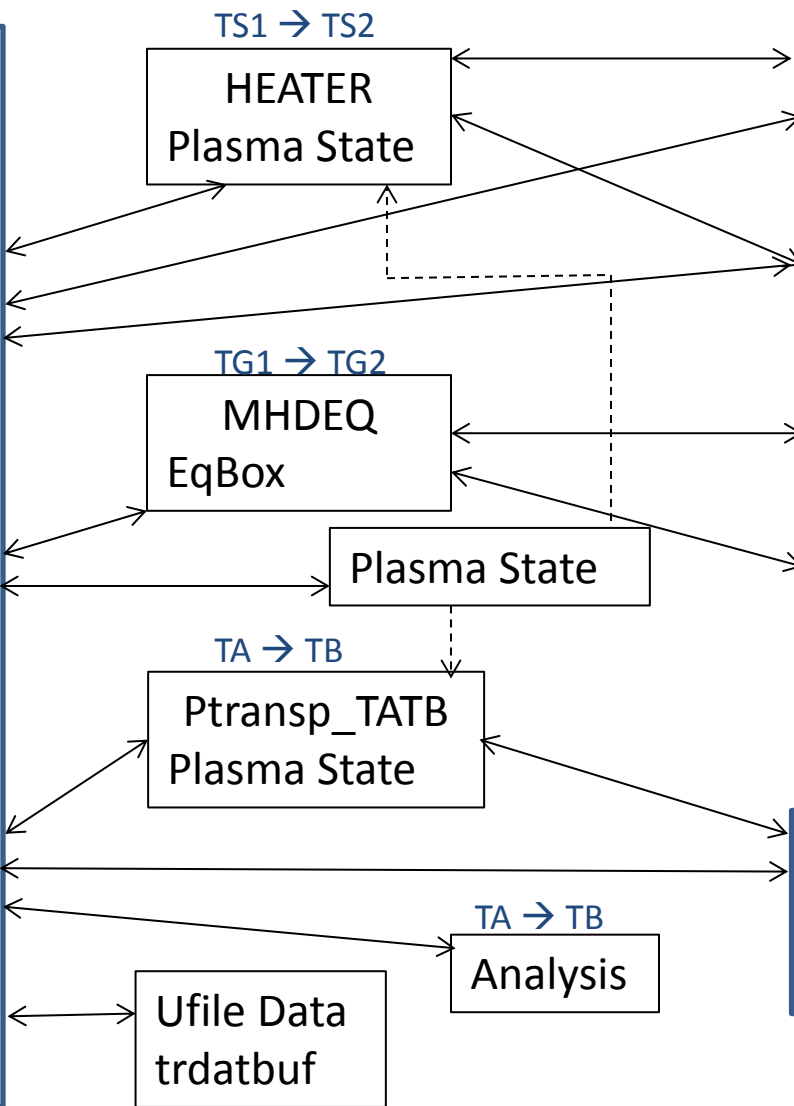 TS1 → TS2
HEATER
Plasma State
TG1 → TG2
MHDEQ
EqBox
Plasma State
TA → TB
Ptransp_TATB
Plasma State
TA → TB
Analysis
Ufile Data
trdatbuf